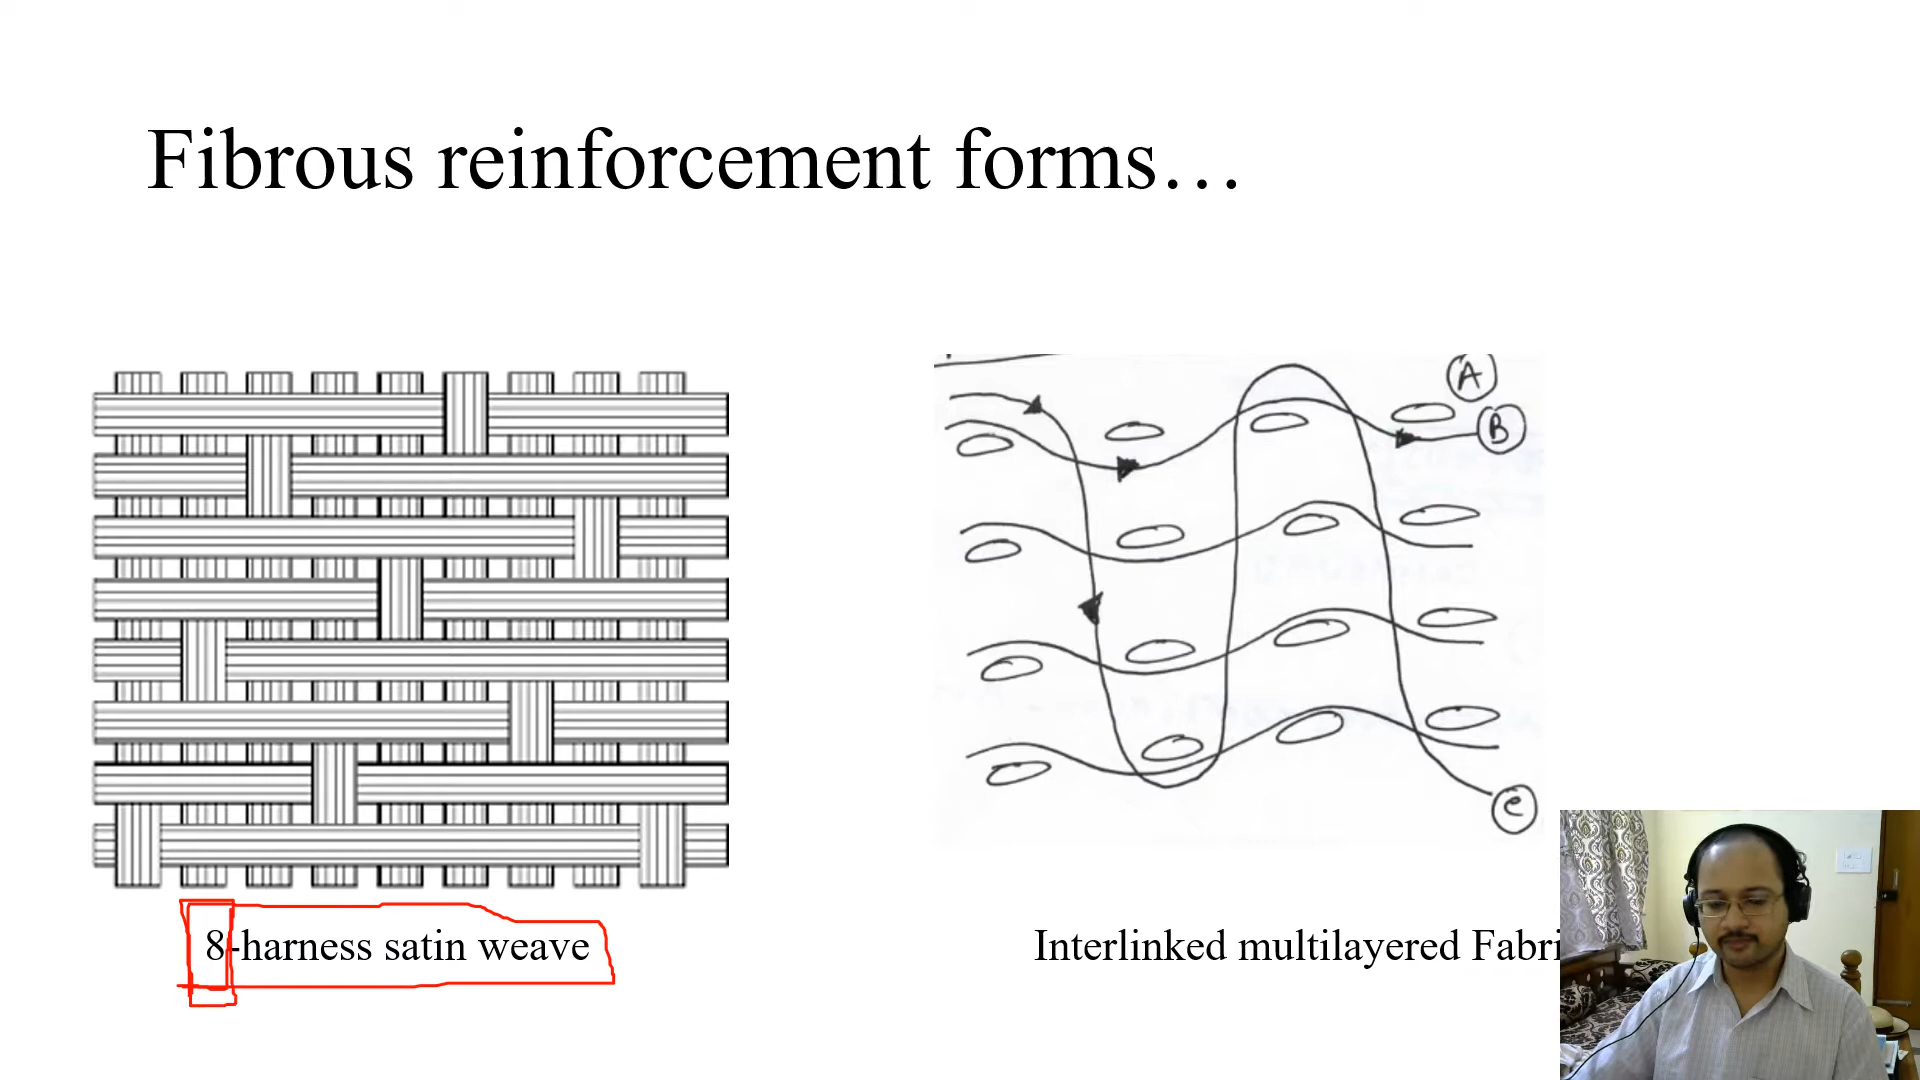 Fibrous reinforcement forms…
A
B
C
8-harness satin weave
Interlinked multilayered Fabri